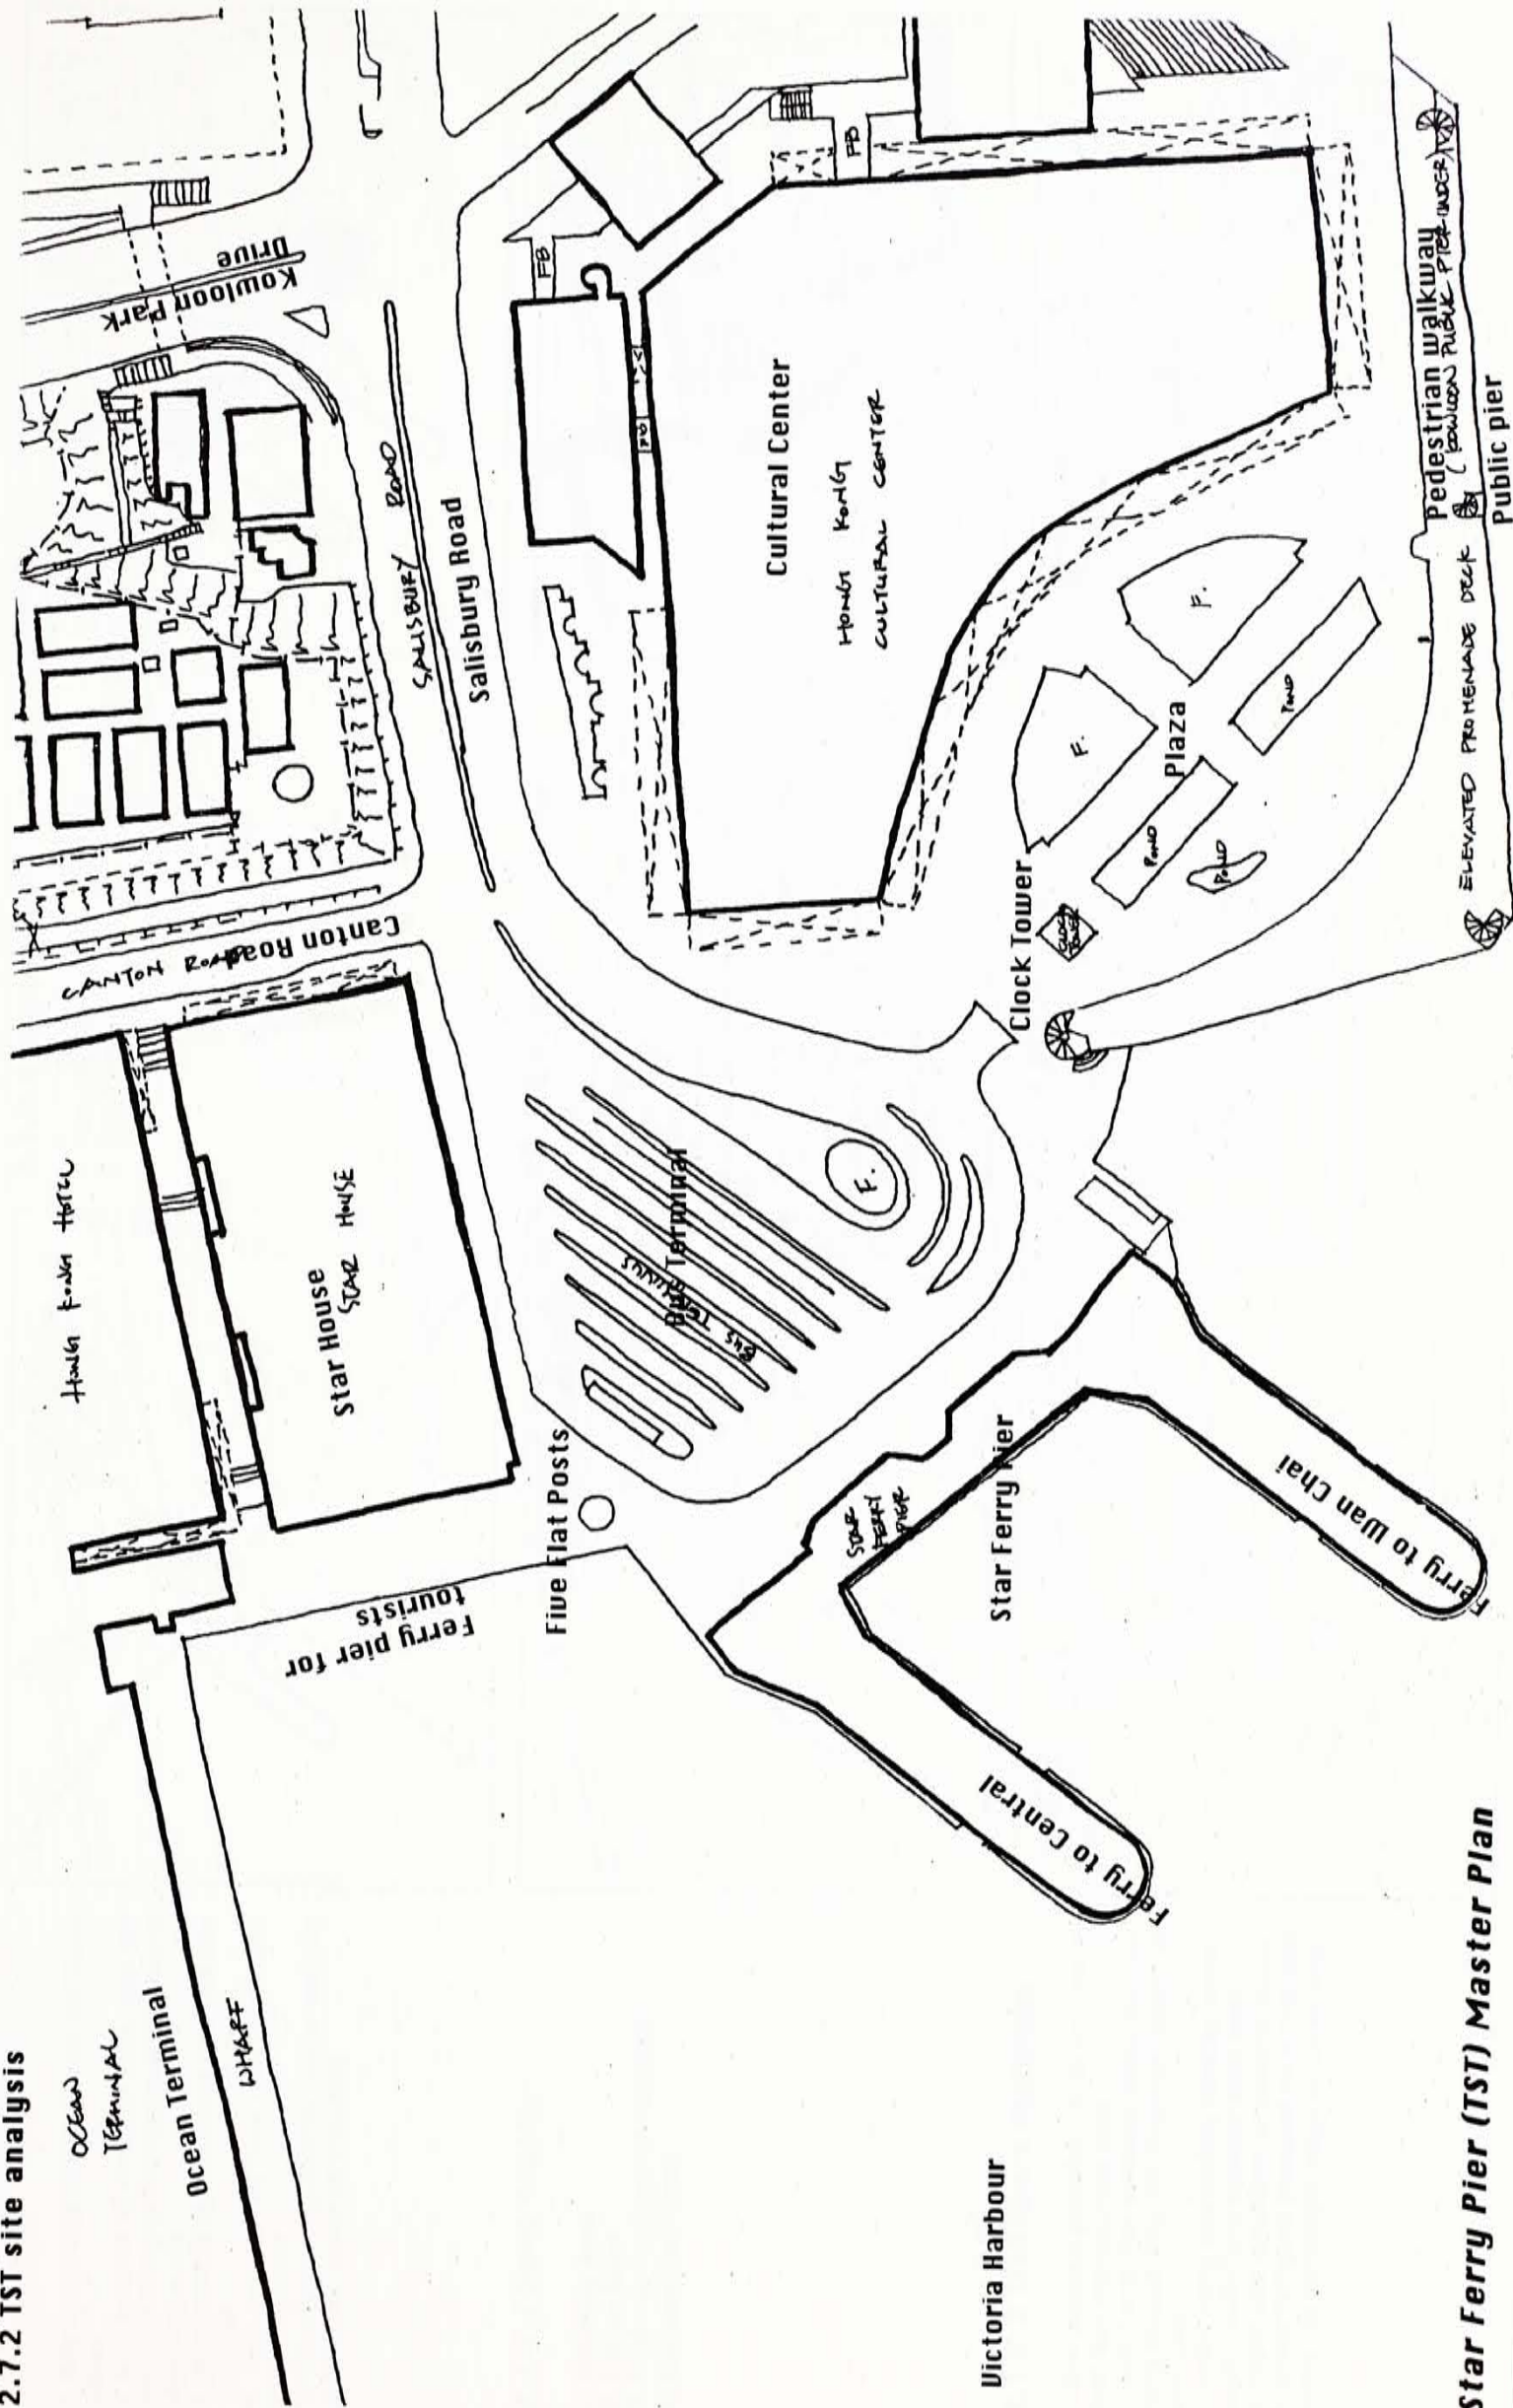 2.7.2 TST site analysis
OCEAN
TERMINAL
Ocean Terminal
WHARF
HONG KONG HOTEL
Star House
STAR HOUSE
CANTON ROAD
Canton Road
Kowloon Park
Drive
SALISBURY ROAD
Salisbury Road
FB
FB
Ferry pier for
tourists
Five Flat Posts
Bus Terminal
BUS TERMINUS
F.
Cultural Center
HONG KONG
CULTURAL CENTER
STAR
FERRY
PIER
Star Ferry Pier
Ferry to Central
Ferry to Wan Chai
Clock Tower
CLOCK
TOWER
Plaza
F.
F.
POND
POND
POND
Victoria Harbour
Pedestrian walkway
ELEVATED PROMENADE DECK (KOWLOON PUBLIC PIER UNDER)
Public pier
Star Ferry Pier (TST) Master Plan